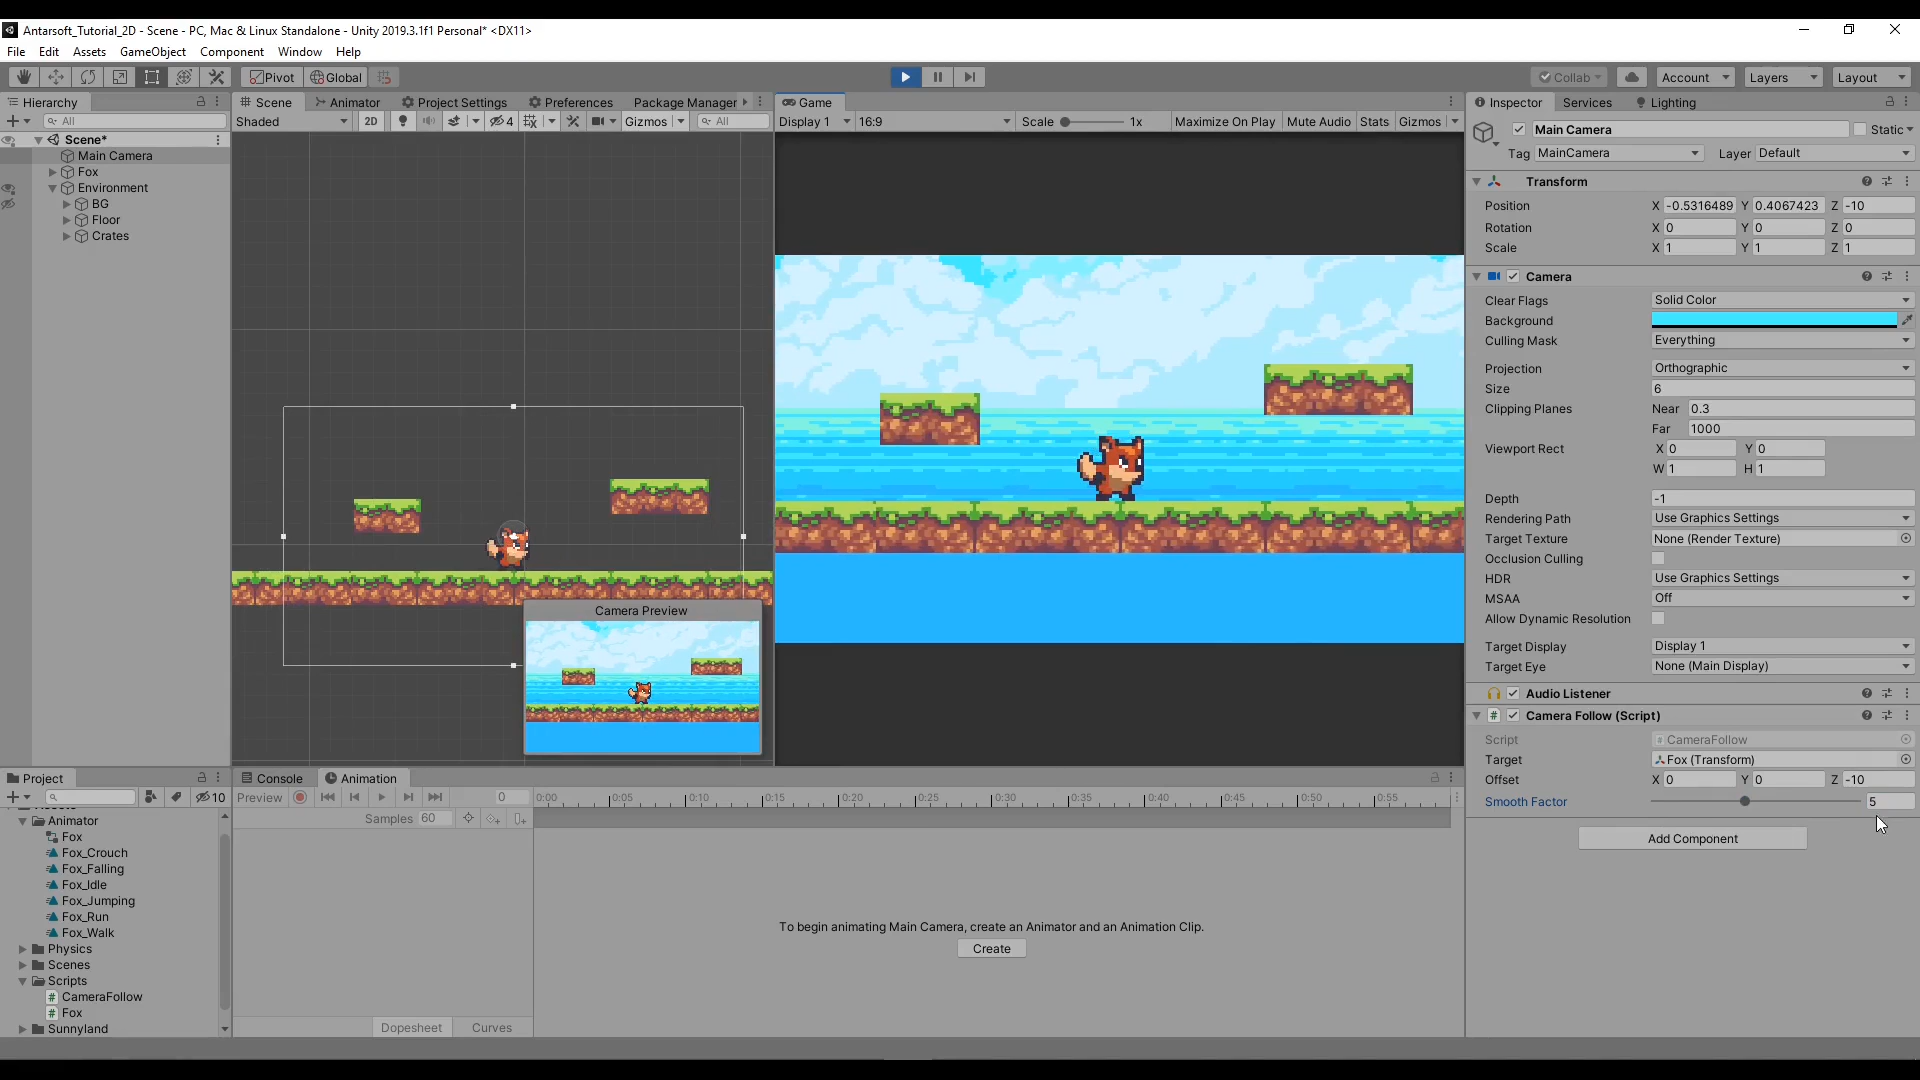 Antarsoft_Tutorial_2D - Scene - PC, Mac & Linux Standalone - Unity 2019.3.1f1 Personal* <DX11>
File Edit Assets GameObject Component Window Help
Pivot Global Collab Account Layers Layout
Hierarchy
All
Scene*
Main Camera
Fox
Environment
BG
Floor
Crates
Scene Animator Project Settings Preferences Package Manager
Shaded 2D 4 Gizmos All
Camera Preview
Game
Display 1 16:9 Scale 1x Maximize On Play Mute Audio Stats Gizmos
Inspector Services Lighting
Main Camera Static
Tag MainCamera Layer Default
Transform
Position X -0.5316489 Y 0.4067423 Z -10
Rotation X 0 Y 0 Z 0
Scale X 1 Y 1 Z 1
Camera
Clear Flags Solid Color
Background
Culling Mask Everything
Projection Orthographic
Size 6
Clipping Planes Near 0.3
Far 1000
Viewport Rect X 0 Y 0
W 1 H 1
Depth -1
Rendering Path Use Graphics Settings
Target Texture None (Render Texture)
Occlusion Culling
HDR Use Graphics Settings
MSAA Off
Allow Dynamic Resolution
Target Display Display 1
Target Eye None (Main Display)
Audio Listener
Camera Follow (Script)
Script CameraFollow
Target Fox (Transform)
Offset X 0 Y 0 Z -10
Smooth Factor 5
Add Component
Project
10
Animator
Fox
Fox_Crouch
Fox_Falling
Fox_Idle
Fox_Jumping
Fox_Run
Fox_Walk
Physics
Scenes
Scripts
CameraFollow
Fox
Sunnyland
Console Animation
Preview 0 0:00 0:05 0:10 0:15 0:20 0:25 0:30 0:35 0:40 0:45 0:50 0:55
Samples 60
To begin animating Main Camera, create an Animator and an Animation Clip.
Create
Dopesheet Curves